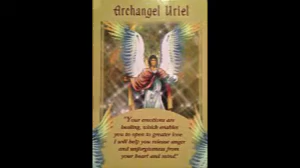 Archangel Uriel
"Your emotions are
healing, which enables
you to open to greater love
I will help you release anger
and unforgiveness from
your heart and mind."